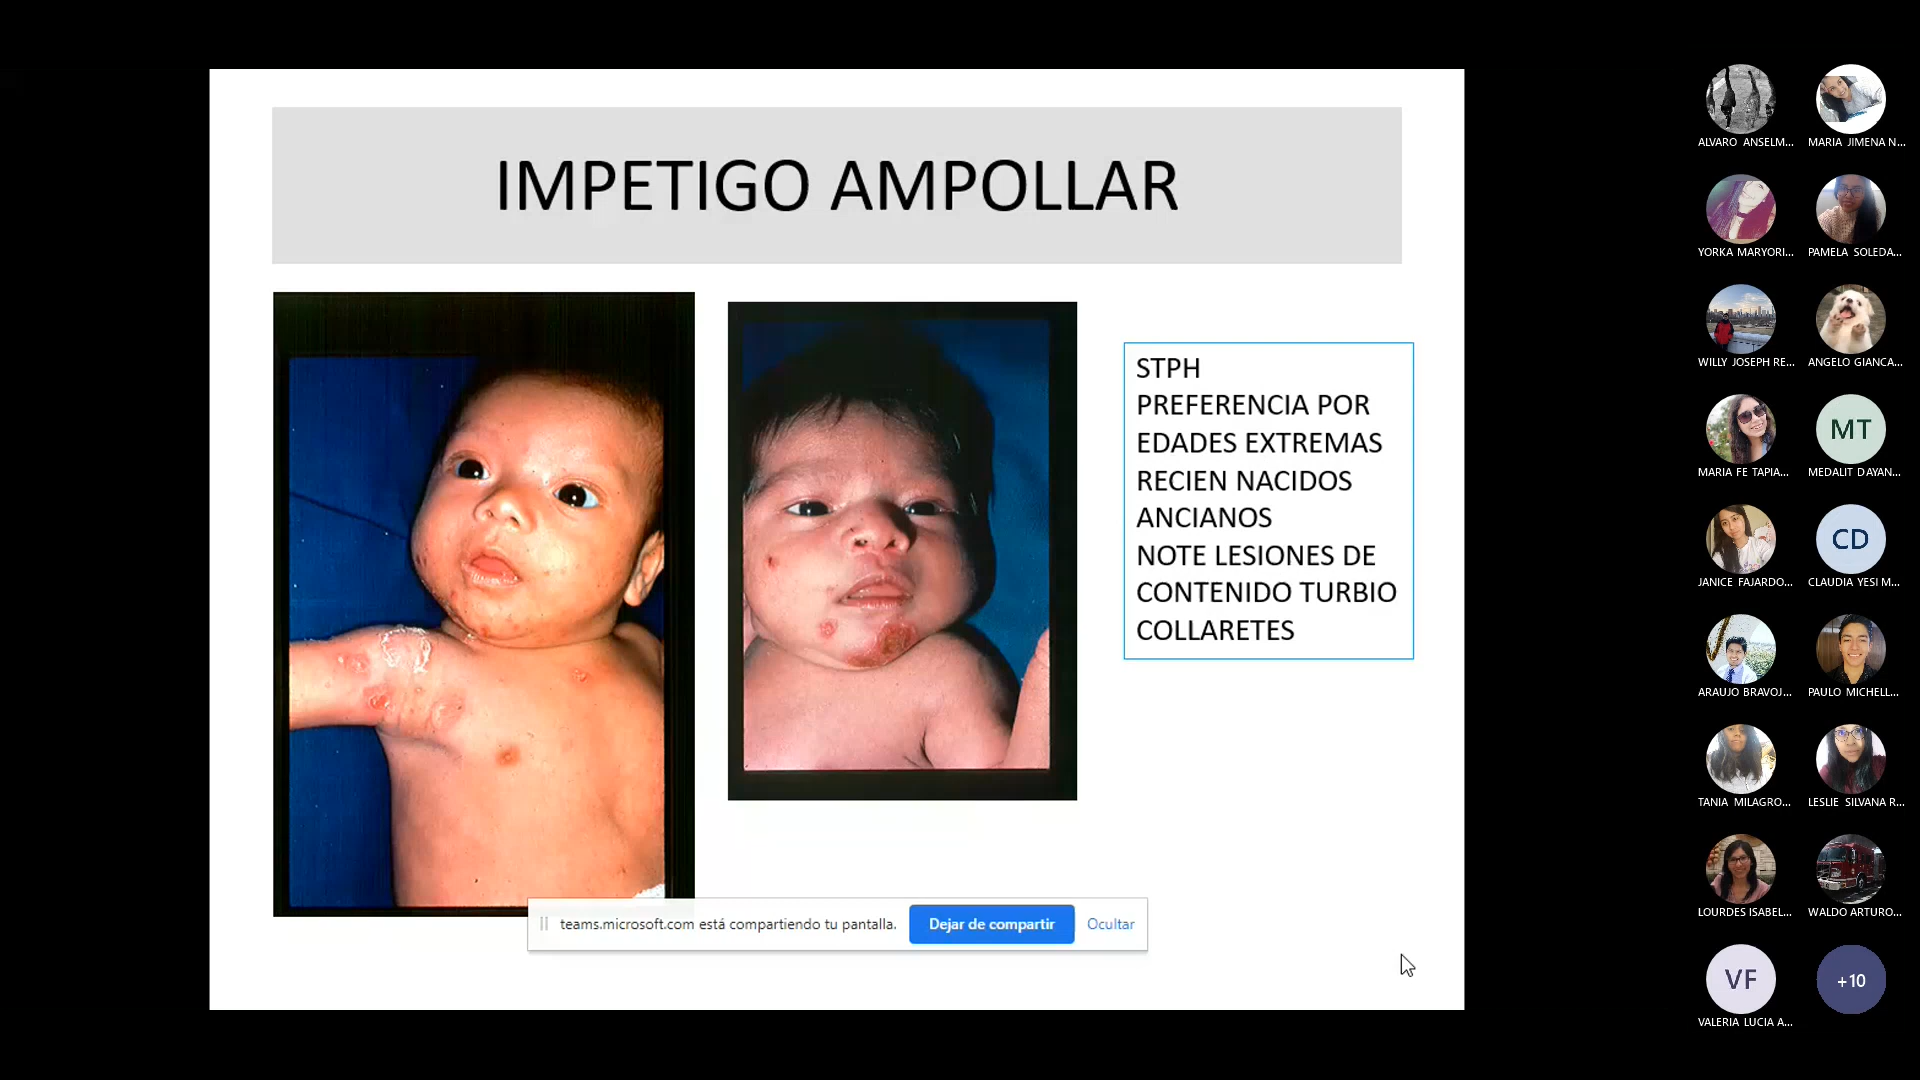 IMPETIGO AMPOLLAR
STPH
PREFERENCIA POR
EDADES EXTREMAS
RECIEN NACIDOS
ANCIANOS
NOTE LESIONES DE
CONTENIDO TURBIO
COLLARETES
teams.microsoft.com está compartiendo tu pantalla.
Dejar de compartir
Ocultar
ALVARO ANSELM...
MARIA JIMENA N...
YORKA MARYORI...
PAMELA SOLEDA...
WILLY JOSEPH RE...
ANGELO GIANCA...
MARIA FE TAPIA...
MT
MEDALIT DAYAN...
JANICE FAJARDO...
CD
CLAUDIA YESI M...
ARAUJO BRAVOJ...
PAULO MICHELL...
TANIA MILAGRO...
LESLIE SILVANA R...
LOURDES ISABEL...
WALDO ARTURO...
VF
VALERIA LUCIA A...
+10